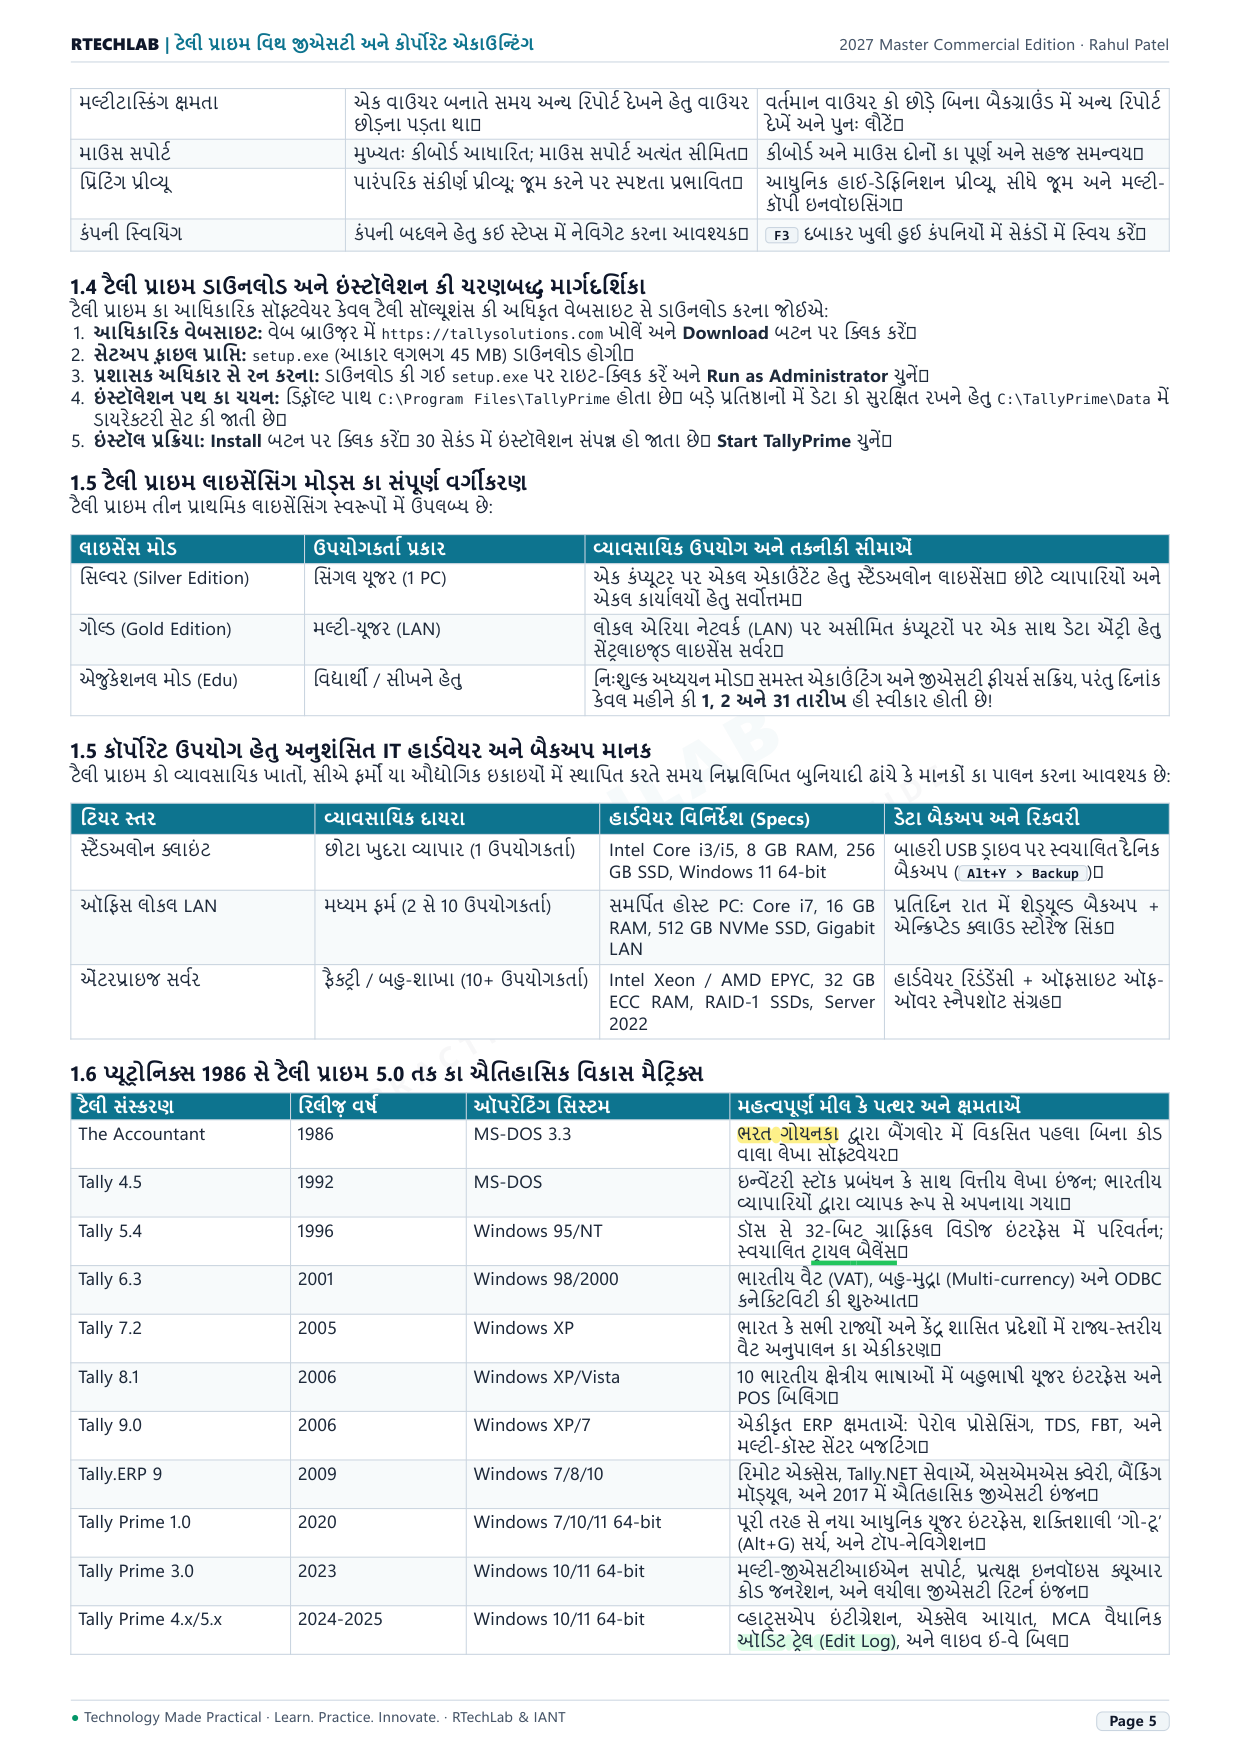 RTECHLAB | ટેલી પ્રાઇમ વિથ જીએસટી અને કોર્પોરેટ એકાઉન્ટિંગ
2027 Master Commercial Edition · Rahul Patel
મલ્ટીટાસ્કિંગ ક્ષમતા
એક વાઉચર બનાતે સમય અન્ય રિપોર્ટ દેખને હેતુ વાઉચર
છોડ઼ના પડ઼તા થા
વર્તમાન વાઉચર કો છોડ઼ે બિના બૈકગ્રાઉંડ મેં અન્ય રિપોર્ટ
દેખેં અને પુનઃ લૌટેં
માઉસ સપોર્ટ
મુખ્યતઃ કીબોર્ડ આધારિત; માઉસ સપોર્ટ અત્યંત સીમિત
કીબોર્ડ અને માઉસ દોનોં કા પૂર્ણ અને સહજ સમન્વય
પ્રિંટિંગ પ્રીવ્યૂ
પારંપરિક સંકીર્ણ પ્રીવ્યૂ; જ઼ૂમ કરને પર સ્પષ્ટતા પ્રભાવિત
આધુનિક હાઈ-ડેફિનિશન પ્રીવ્યૂ, સીધે જ઼ૂમ અને મલ્ટી-
કૉપી ઇનવૉઇસિંગ
કંપની સ્વિચિંગ
કંપની બદલને હેતુ કઈ સ્ટેપ્સ મેં નેવિગેટ કરના આવશ્યક
F3 દબાકર ખુલી હુઈ કંપનિયોં મેં સેકંડોં મેં સ્વિચ કરેં
1.4 ટૈલી પ્રાઇમ ડાઉનલોડ અને ઇંસ્ટૉલેશન કી ચરણબદ્ધ માર્ગદર્શિકા
ટૈલી પ્રાઇમ કા આધિકારિક સૉફ્ટવેયર કેવલ ટૈલી સૉલ્યૂશંસ કી અધિકૃત વેબસાઇટ સે ડાઉનલોડ કરના જોઈએ:
1. આધિકારિક વેબસાઇટ: વેબ બ્રાઉજ઼ર મેં https://tallysolutions.com ખોલેં અને Download બટન પર ક્લિક કરેં
2. સેટઅપ ફ઼ાઇલ પ્રાપ્તિ: setup.exe (આકાર લગભગ 45 MB) ડાઉનલોડ હોગી
3. પ્રશાસક અધિકાર સે રન કરના: ડાઉનલોડ કી ગઈ setup.exe પર રાઇટ-ક્લિક કરેં અને Run as Administrator ચુનેં
4. ઇંસ્ટૉલેશન પથ કા ચયન: ડિફ઼ૉલ્ટ પાથ C:\Program Files\TallyPrime હોતા છે બડ઼ે પ્રતિષ્ઠાનોં મેં ડેટા કો સુરક્ષિત રખને હેતુ C:\TallyPrime\Data મેં
ડાયરેક્ટરી સેટ કી જાતી છે
5. ઇંસ્ટૉલ પ્રક્રિયા: Install બટન પર ક્લિક કરેં 30 સેકંડ મેં ઇંસ્ટૉલેશન સંપન્ન હો જાતા છે Start TallyPrime ચુનેં
1.5 ટૈલી પ્રાઇમ લાઇસેંસિંગ મોડ્સ કા સંપૂર્ણ વર્ગીકરણ
ટૈલી પ્રાઇમ તીન પ્રાથમિક લાઇસેંસિંગ સ્વરૂપોં મેં ઉપલબ્ધ છે:
લાઇસેંસ મોડ
ઉપયોગકર્તા પ્રકાર
વ્યાવસાયિક ઉપયોગ અને તકનીકી સીમાએં
સિલ્વર (Silver Edition)
સિંગલ યૂજર (1 PC)
એક કંપ્યૂટર પર એકલ એકાઉંટેંટ હેતુ સ્ટૈંડઅલોન લાઇસેંસ છોટે વ્યાપારિયોં અને
એકલ કાર્યાલયોં હેતુ સર્વોત્તમ
ગોલ્ડ (Gold Edition)
મલ્ટી-યૂજર (LAN)
લોકલ એરિયા નેટવર્ક (LAN) પર અસીમિત કંપ્યૂટરોં પર એક સાથ ડેટા એંટ્રી હેતુ
સેંટ્રલાઇજ્ડ લાઇસેંસ સર્વર
એજુકેશનલ મોડ (Edu)
વિદ્યાર્થી / સીખને હેતુ
નિઃશુલ્ક અધ્યયન મોડ સમસ્ત એકાઉંટિંગ અને જીએસટી ફીચર્સ સક્રિય, પરંતુ દિનાંક
કેવલ મહીને કી 1, 2 અને 31 તારીખ હી સ્વીકાર હોતી છે!
1.5 કૉર્પોરેટ ઉપયોગ હેતુ અનુશંસિત IT હાર્ડવેયર અને બૈકઅપ માનક
ટૈલી પ્રાઇમ કો વ્યાવસાયિક ખાતોં, સીએ ફર્મોં યા ઔદ્યોગિક ઇકાઇયોં મેં સ્થાપિત કરતે સમય નિમ્નલિખિત બુનિયાદી ઢાંચે કે માનકોં કા પાલન કરના આવશ્યક છે:
ટિયર સ્તર
વ્યાવસાયિક દાયરા
હાર્ડવેયર વિનિર્દેશ (Specs)
ડેટા બૈકઅપ અને રિકવરી
સ્ટૈંડઅલોન ક્લાઇંટ
છોટા ખુદરા વ્યાપાર (1 ઉપયોગકર્તા)
Intel Core i3/i5, 8 GB RAM, 256
GB SSD, Windows 11 64-bit
બાહરી USB ડ્રાઇવ પર સ્વચાલિત દૈનિક
બૈકઅપ (Alt+Y > Backup)
ઑફિસ લોકલ LAN
મધ્યમ ફર્મ (2 સે 10 ઉપયોગકર્તા)
સમર્પિત હોસ્ટ PC: Core i7, 16 GB
RAM, 512 GB NVMe SSD, Gigabit
LAN
પ્રતિદિન રાત મેં શેડ્યૂલ્ડ બૈકઅપ +
એન્ક્રિપ્ટેડ ક્લાઉડ સ્ટોરેજ સિંક
એંટરપ્રાઇજ સર્વર
ફૈક્ટ્રી / બહુ-શાખા (10+ ઉપયોગકર્તા)
Intel Xeon / AMD EPYC, 32 GB
ECC RAM, RAID-1 SSDs, Server
2022
હાર્ડવેયર રિડંડેંસી + ઑફસાઇટ ઑફ-
ઑવર સ્નૈપશૉટ સંગ્રહ
1.6 પ્યૂટ્રોનિક્સ 1986 સે ટૈલી પ્રાઇમ 5.0 તક કા ઐતિહાસિક વિકાસ મૈટ્રિક્સ
ટૈલી સંસ્કરણ
રિલીજ઼ વર્ષ
ઑપરેટિંગ સિસ્ટમ
મહત્વપૂર્ણ મીલ કે પત્થર અને ક્ષમતાએં
The Accountant
1986
MS-DOS 3.3
ભરત ગોયનકા દ્વારા બૈંગલોર મેં વિકસિત પહલા બિના કોડ
વાલા લેખા સૉફ્ટવેયર
Tally 4.5
1992
MS-DOS
ઇન્વેંટરી સ્ટૉક પ્રબંધન કે સાથ વિત્તીય લેખા ઇંજન; ભારતીય
વ્યાપારિયોં દ્વારા વ્યાપક રૂપ સે અપનાયા ગયા
Tally 5.4
1996
Windows 95/NT
ડૉસ સે 32-બિટ ગ્રાફિકલ વિંડોજ ઇંટરફેસ મેં પરિવર્તન;
સ્વચાલિત ટ્રાયલ બૈલેંસ
Tally 6.3
2001
Windows 98/2000
ભારતીય વૈટ (VAT), બહુ-મુદ્રા (Multi-currency) અને ODBC
કનેક્ટિવિટી કી શુરુઆત
Tally 7.2
2005
Windows XP
ભારત કે સભી રાજ્યોં અને કેંદ્ર શાસિત પ્રદેશોં મેં રાજ્ય-સ્તરીય
વૈટ અનુપાલન કા એકીકરણ
Tally 8.1
2006
Windows XP/Vista
10 ભારતીય ક્ષેત્રીય ભાષાઓં મેં બહુભાષી યૂજર ઇંટરફેસ અને
POS બિલિંગ
Tally 9.0
2006
Windows XP/7
એકીકૃત ERP ક્ષમતાએં: પેરોલ પ્રોસેસિંગ, TDS, FBT, અને
મલ્ટી-કૉસ્ટ સેંટર બજટિંગ
Tally.ERP 9
2009
Windows 7/8/10
રિમોટ એક્સેસ, Tally.NET સેવાએં, એસએમએસ ક્વેરી, બૈંકિંગ
મૉડ્યૂલ, અને 2017 મેં ઐતિહાસિક જીએસટી ઇંજન
Tally Prime 1.0
2020
Windows 7/10/11 64-bit
પૂરી તરહ સે નયા આધુનિક યૂજર ઇંટરફેસ, શક્તિશાલી ‘ગો-ટૂ’
(Alt+G) સર્ચ, અને ટૉપ-નેવિગેશન
Tally Prime 3.0
2023
Windows 10/11 64-bit
મલ્ટી-જીએસટીઆઈએન સપોર્ટ, પ્રત્યક્ષ ઇનવૉઇસ ક્યૂઆર
કોડ જનરેશન, અને લચીલા જીએસટી રિટર્ન ઇંજન
Tally Prime 4.x/5.x
2024-2025
Windows 10/11 64-bit
વ્હાટ્સએપ ઇંટીગ્રેશન, એક્સેલ આયાત, MCA વૈધાનિક
ઑડિટ ટ્રેલ (Edit Log), અને લાઇવ ઈ-વે બિલ
● Technology Made Practical · Learn. Practice. Innovate. · RTechLab & IANT
Page 5